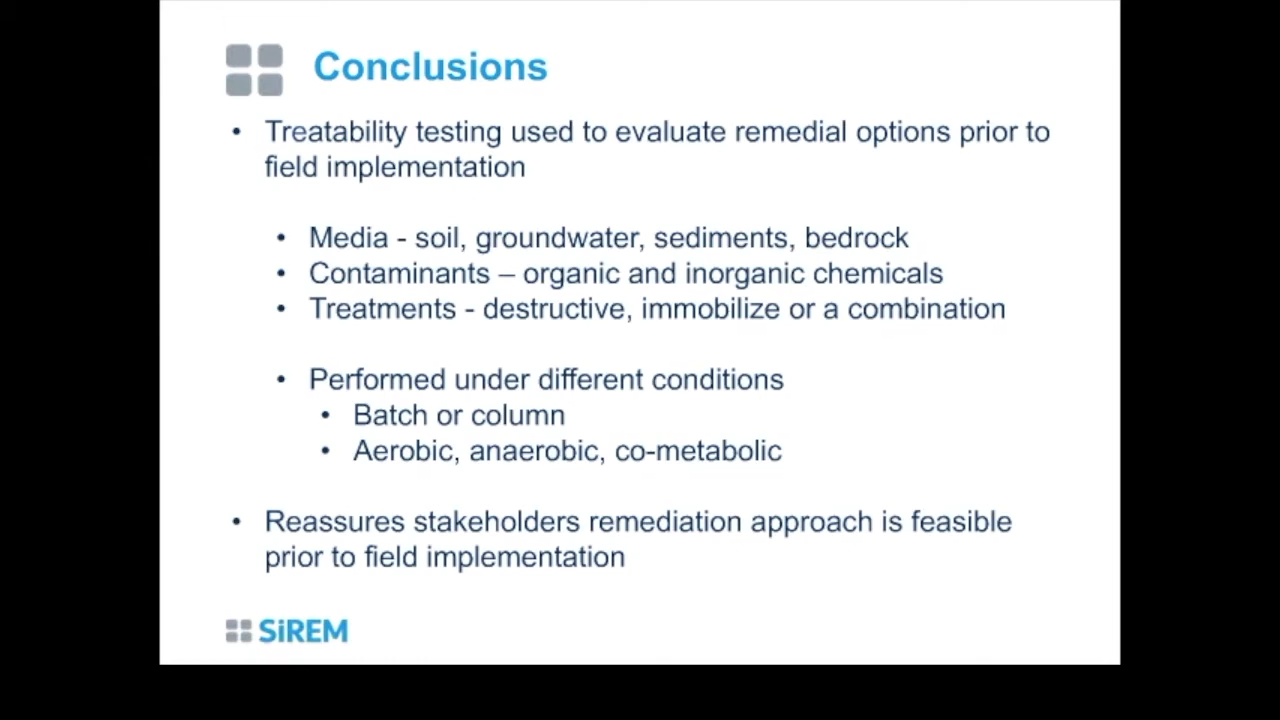 Conclusions
• Treatability testing used to evaluate remedial options prior to
field implementation
• Media - soil, groundwater, sediments, bedrock
• Contaminants – organic and inorganic chemicals
• Treatments - destructive, immobilize or a combination
• Performed under different conditions
• Batch or column
• Aerobic, anaerobic, co-metabolic
• Reassures stakeholders remediation approach is feasible
prior to field implementation
SiREM